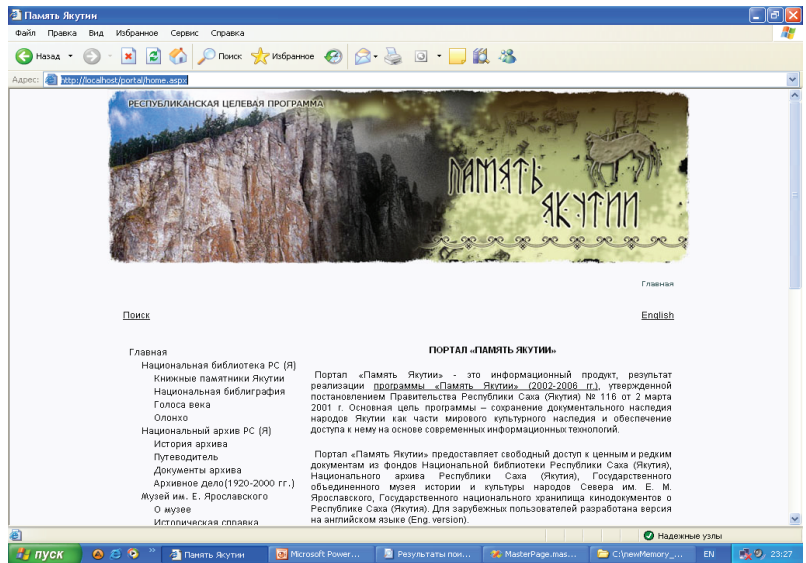 Память Якутии
Файл Правка Вид Избранное Сервис Справка
Назад Поиск Избранное
Адрес: http://localhost/portal/home.aspx
РЕСПУБЛИКАНСКАЯ ЦЕЛЕВАЯ ПРОГРАММА
ПАМЯТЬ
ЯКУТИИ
Главная
Поиск English
Главная
Национальная библиотека РС (Я)
Книжные памятники Якутии
Национальная библиграфия
Голоса века
Олонхо
Национальный архив РС (Я)
История архива
Путеводитель
Документы архива
Архивное дело(1920-2000 гг.)
Музей им. Е. Ярославского
О музее
Историческая справка
ПОРТАЛ «ПАМЯТЬ ЯКУТИИ»
Портал «Память Якутии» - это информационный продукт, результат
реализации программы «Память Якутии» (2002-2006 гг.), утвержденной
постановлением Правительства Республики Саха (Якутия) № 116 от 2 марта
2001 г. Основная цель программы – сохранение документального наследия
народов Якутии как части мирового культурного наследия и обеспечение
доступа к нему на основе современных информационных технологий.
Портал «Память Якутии» предоставляет свободный доступ к ценным и редким
документам из фондов Национальной библиотеки Республики Саха (Якутия),
Национального архива Республики Саха (Якутия), Государственного
объединенного музея истории и культуры народов Севера им. Е. М.
Ярославского, Государственного национального хранилища кинодокументов о
Республике Саха (Якутия). Для зарубежных пользователей разработана версия
на английском языке (Eng. version).
Надежные узлы
пуск Память Якутии Microsoft Power... Результаты пои... MasterPage.mas... C:\newMemory_... EN 23:27